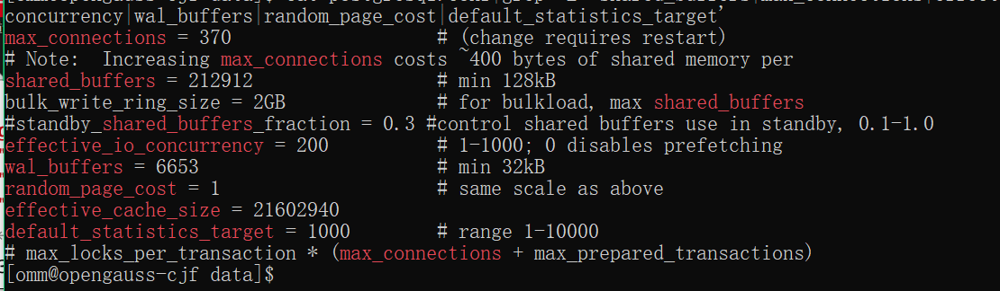 concurrency|wal_buffers|random_page_cost|default_statistics_target'
max_connections = 370 # (change requires restart)
# Note: Increasing max_connections costs ~400 bytes of shared memory per
shared_buffers = 212912 # min 128kB
bulk_write_ring_size = 2GB # for bulkload, max shared_buffers
#standby_shared_buffers_fraction = 0.3 #control shared buffers use in standby, 0.1-1.0
effective_io_concurrency = 200 # 1-1000; 0 disables prefetching
wal_buffers = 6653 # min 32kB
random_page_cost = 1 # same scale as above
effective_cache_size = 21602940
default_statistics_target = 1000 # range 1-10000
# max_locks_per_transaction * (max_connections + max_prepared_transactions)
[omm@opengauss-cjf data]$